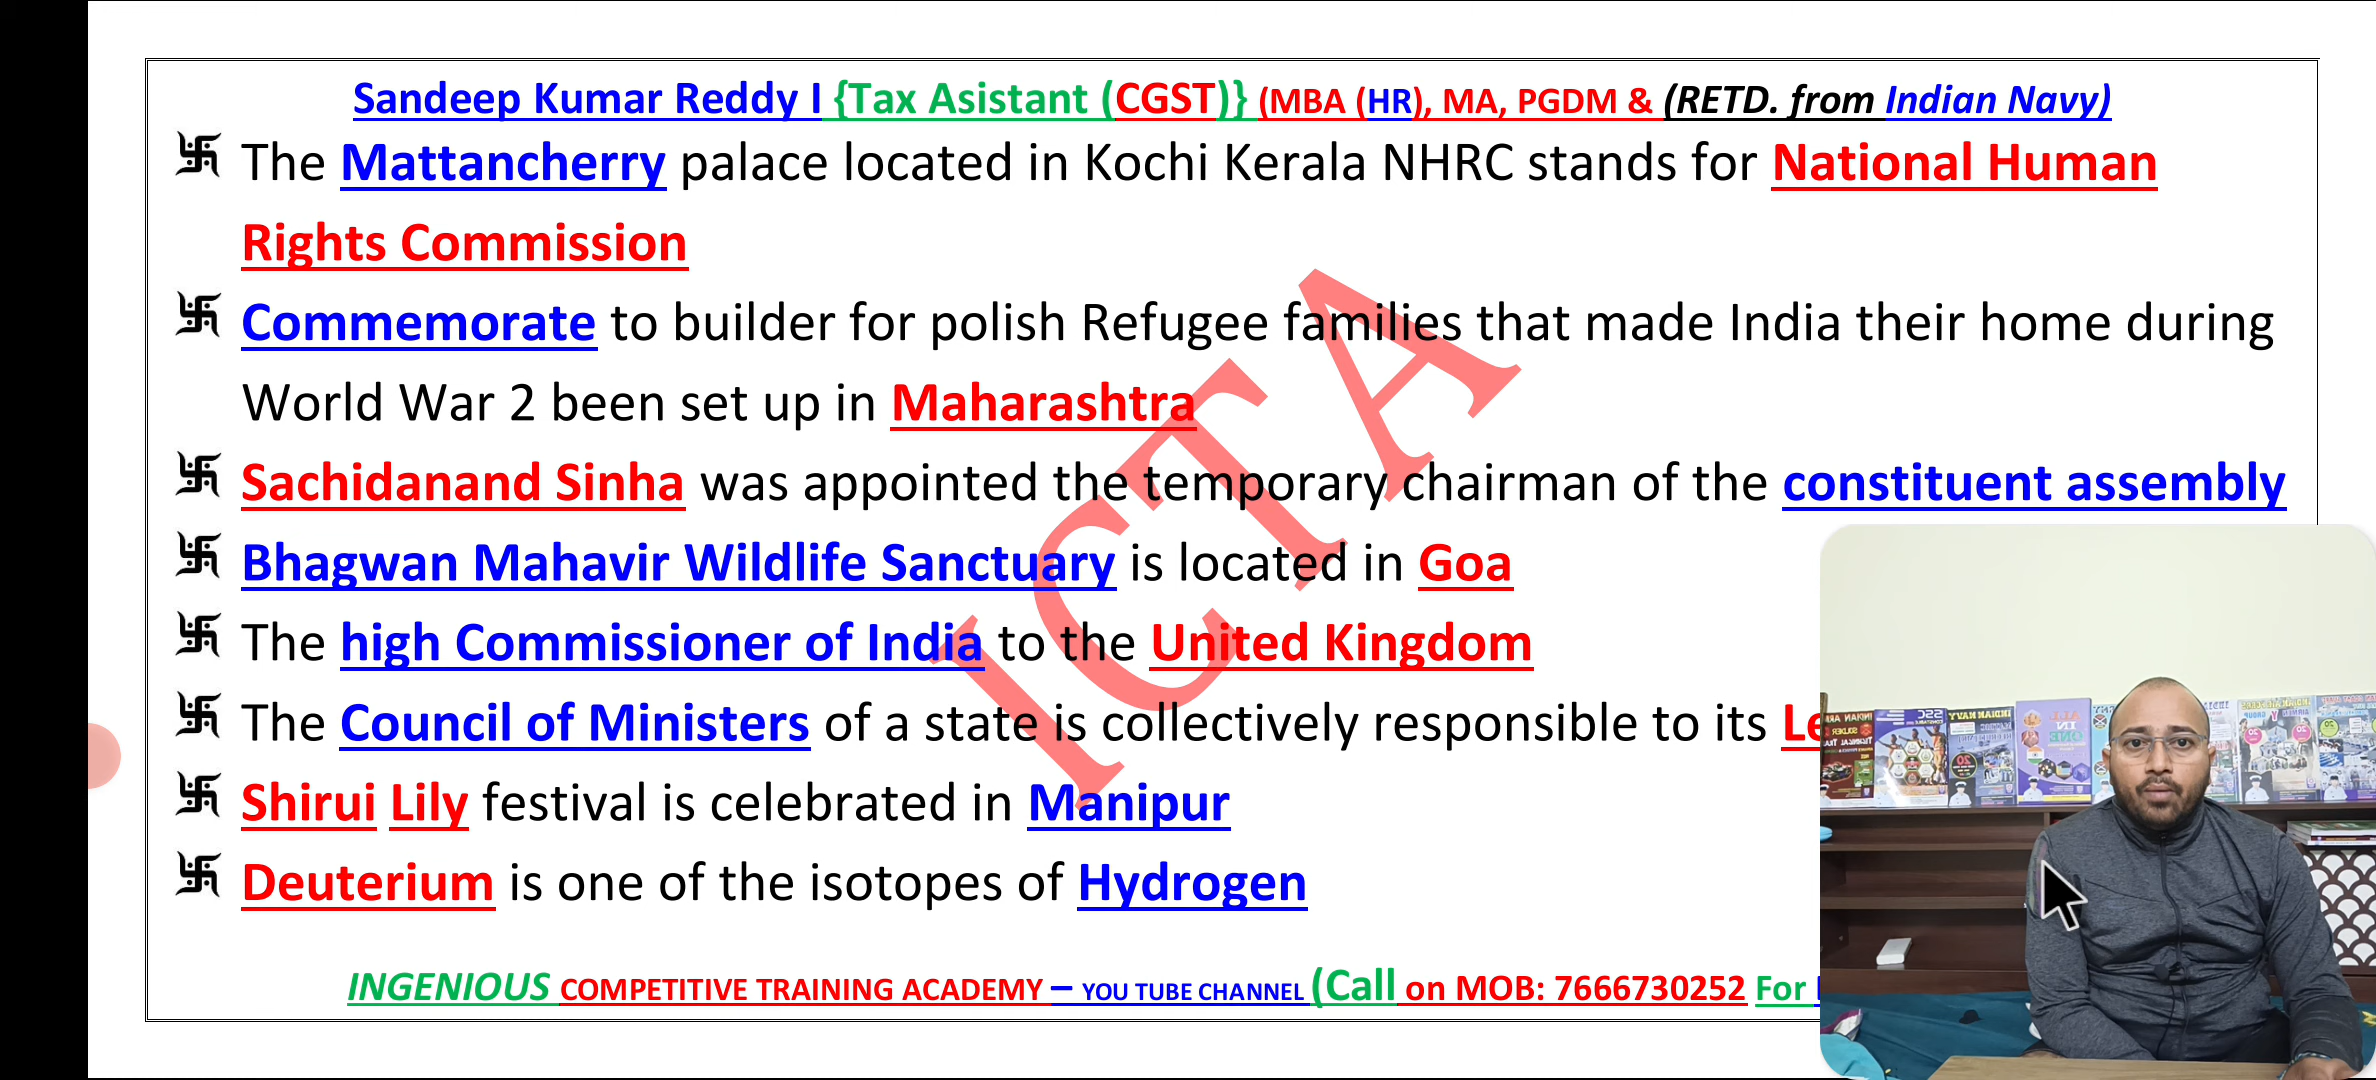 Sandeep Kumar Reddy I {Tax Asistant (CGST)} (MBA (HR), MA, PGDM & (RETD. from Indian Navy)
The Mattancherry palace located in Kochi Kerala NHRC stands for National Human
Rights Commission
Commemorate to builder for polish Refugee families that made India their home during
World War 2 been set up in Maharashtra
Sachidanand Sinha was appointed the temporary chairman of the constituent assembly
Bhagwan Mahavir Wildlife Sanctuary is located in Goa
The high Commissioner of India to the United Kingdom
The Council of Ministers of a state is collectively responsible to its Le
Shirui Lily festival is celebrated in Manipur
Deuterium is one of the isotopes of Hydrogen
ICTA
INGENIOUS COMPETITIVE TRAINING ACADEMY – YOU TUBE CHANNEL (Call on MOB: 7666730252 For